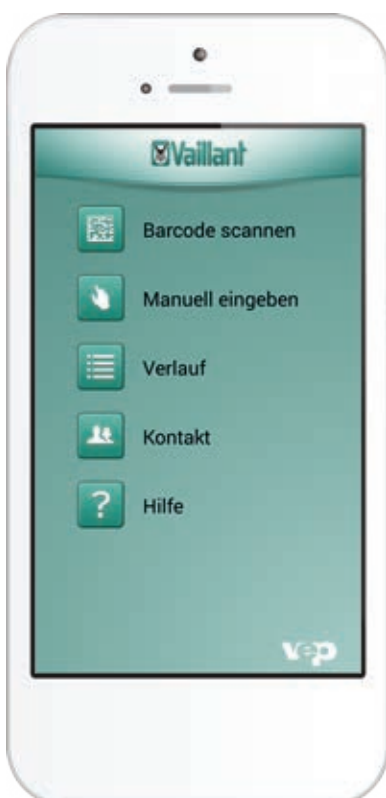 Vaillant
Barcode scannen
Manuell eingeben
Verlauf
Kontakt
? Hilfe
vep